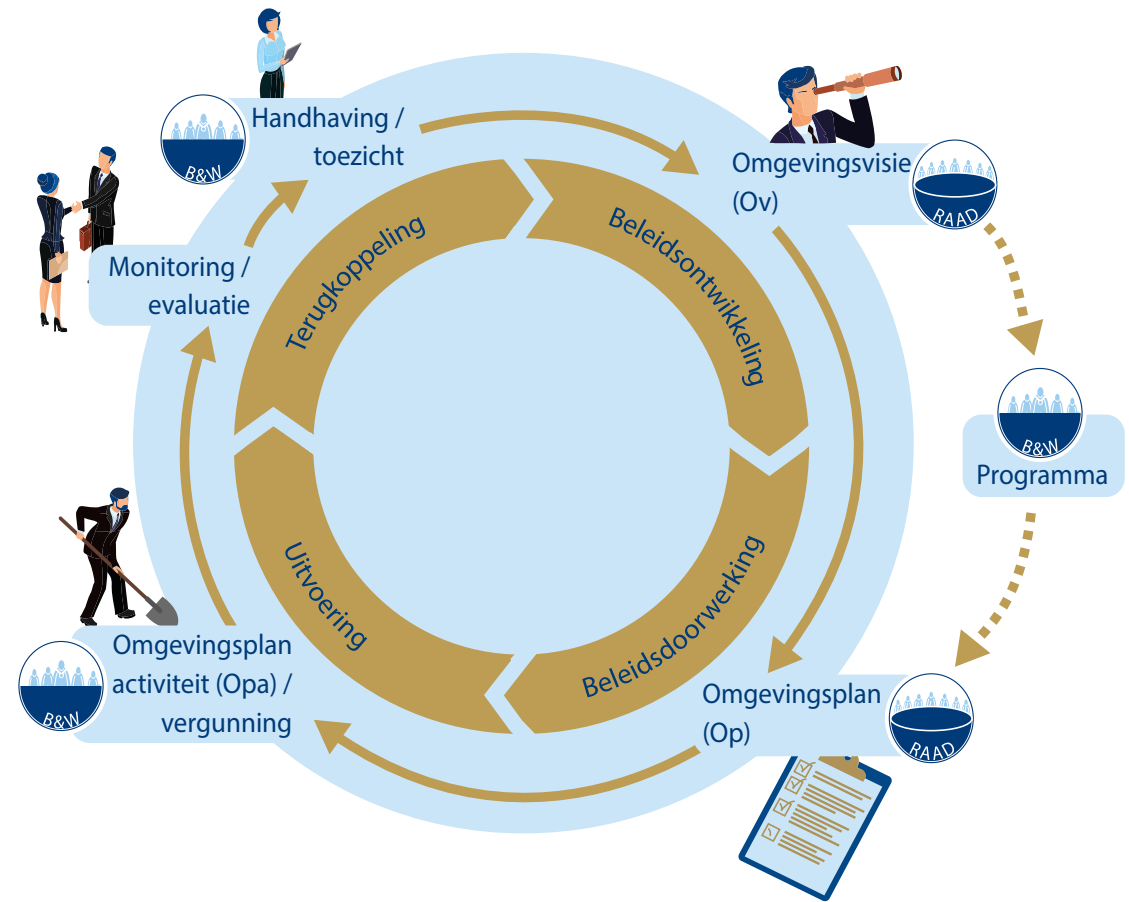 Handhaving /
toezicht
B&W
Omgevingsvisie
(Ov)
RAAD
Monitoring /
evaluatie
Terugkoppeling
Beleidsontwikkeling
B&W
Programma
Uitvoering
Beleidsdoorwerking
Omgevingsplan
activiteit (Opa) /
vergunning
B&W
Omgevingsplan
(Op)
RAAD